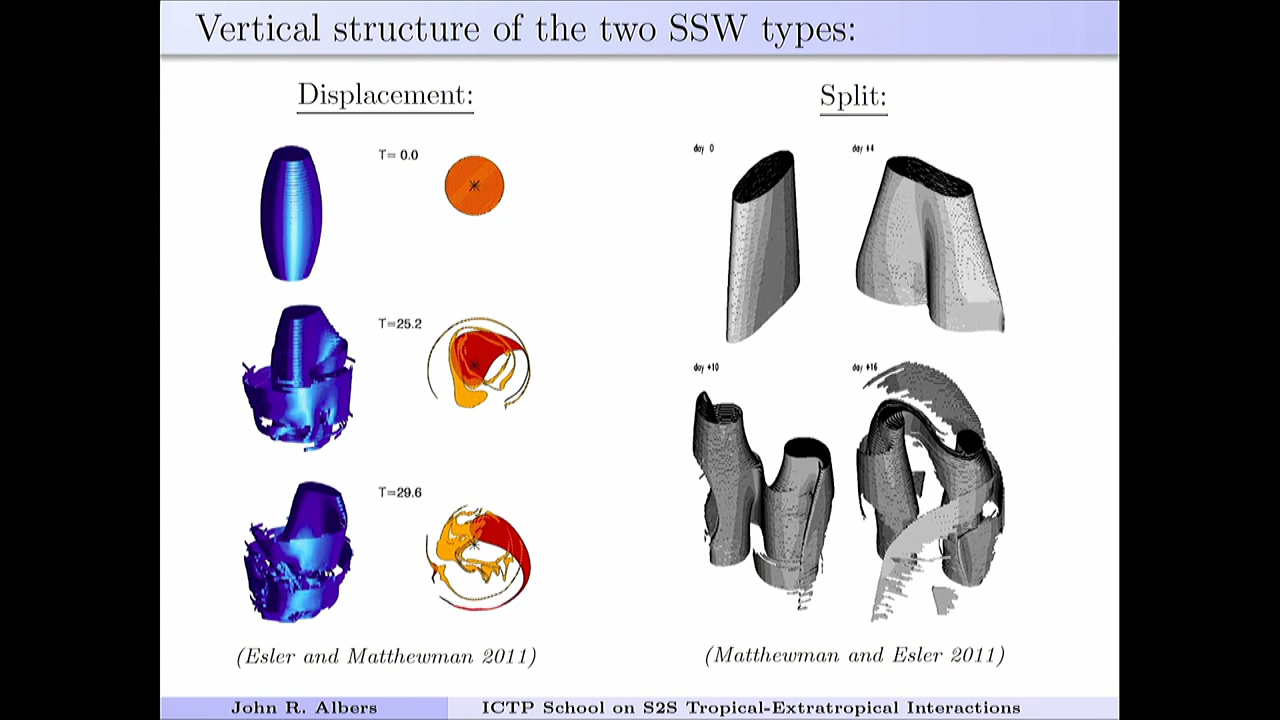 Vertical structure of the two SSW types:
Displacement:
T= 0.0
T=25.2
T=29.6
(Esler and Matthewman 2011)
Split:
day 0
day +4
day +10
day +16
(Matthewman and Esler 2011)
John R. Albers
ICTP School on S2S Tropical-Extratropical Interactions